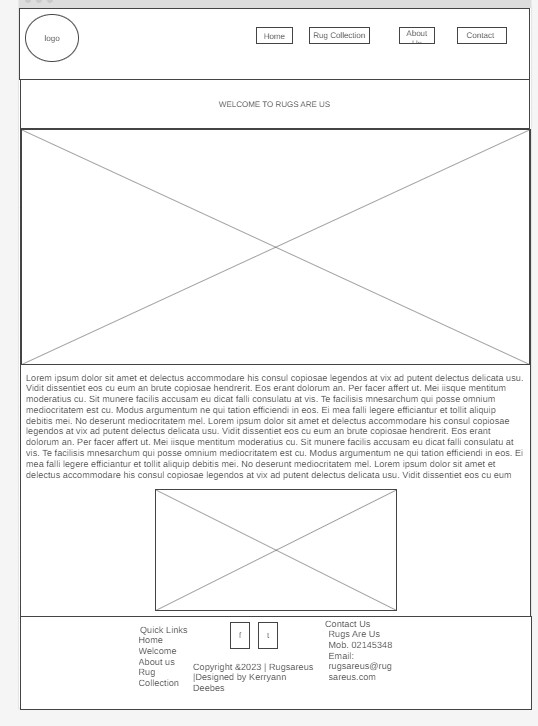 logo
Home
Rug Collection
About
Us
Contact
WELCOME TO RUGS ARE US
Lorem ipsum dolor sit amet et delectus accommodare his consul copiosae legendos at vix ad putent delectus delicata usu.
Vidit dissentiet eos cu eum an brute copiosae hendrerit. Eos erant dolorum an. Per facer affert ut. Mei iisque mentitum
moderatius cu. Sit munere facilis accusam eu dicat falli consulatu at vis. Te facilisis mnesarchum qui posse omnium
mediocritatem est cu. Modus argumentum ne qui tation efficiendi in eos. Ei mea falli legere efficiantur et tollit aliquip
debitis mei. No deserunt mediocritatem mel. Lorem ipsum dolor sit amet et delectus accommodare his consul copiosae
legendos at vix ad putent delectus delicata usu. Vidit dissentiet eos cu eum an brute copiosae hendrerit. Eos erant
dolorum an. Per facer affert ut. Mei iisque mentitum moderatius cu. Sit munere facilis accusam eu dicat falli consulatu at
vis. Te facilisis mnesarchum qui posse omnium mediocritatem est cu. Modus argumentum ne qui tation efficiendi in eos. Ei
mea falli legere efficiantur et tollit aliquip debitis mei. No deserunt mediocritatem mel. Lorem ipsum dolor sit amet et
delectus accommodare his consul copiosae legendos at vix ad putent delectus delicata usu. Vidit dissentiet eos cu eum
Quick Links
Home
Welcome
About us
Rug
Collection
f
t
Copyright &2023 | Rugsareus
|Designed by Kerryann
Deebes
Contact Us
Rugs Are Us
Mob. 02145348
Email:
rugsareus@rug
sareus.com